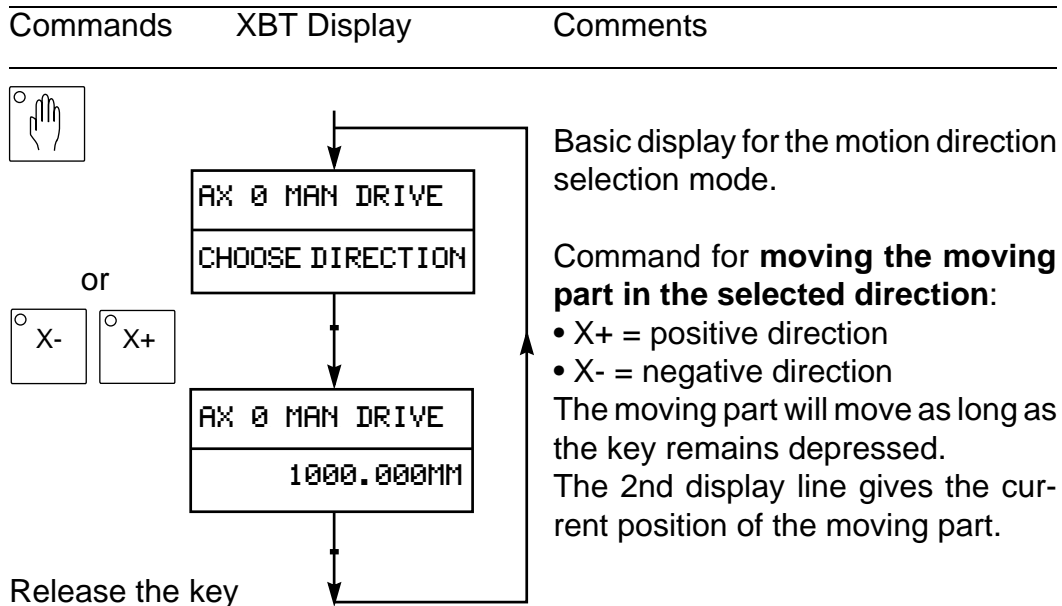 Commands XBT Display Comments
AX 0 MAN DRIVE
CHOOSE DIRECTION
or
X- X+
AX 0 MAN DRIVE
1000.000MM
Release the key
Basic display for the motion direction
selection mode.
Command for moving the moving
part in the selected direction:
• X+ = positive direction
• X- = negative direction
The moving part will move as long as
the key remains depressed.
The 2nd display line gives the cur-
rent position of the moving part.